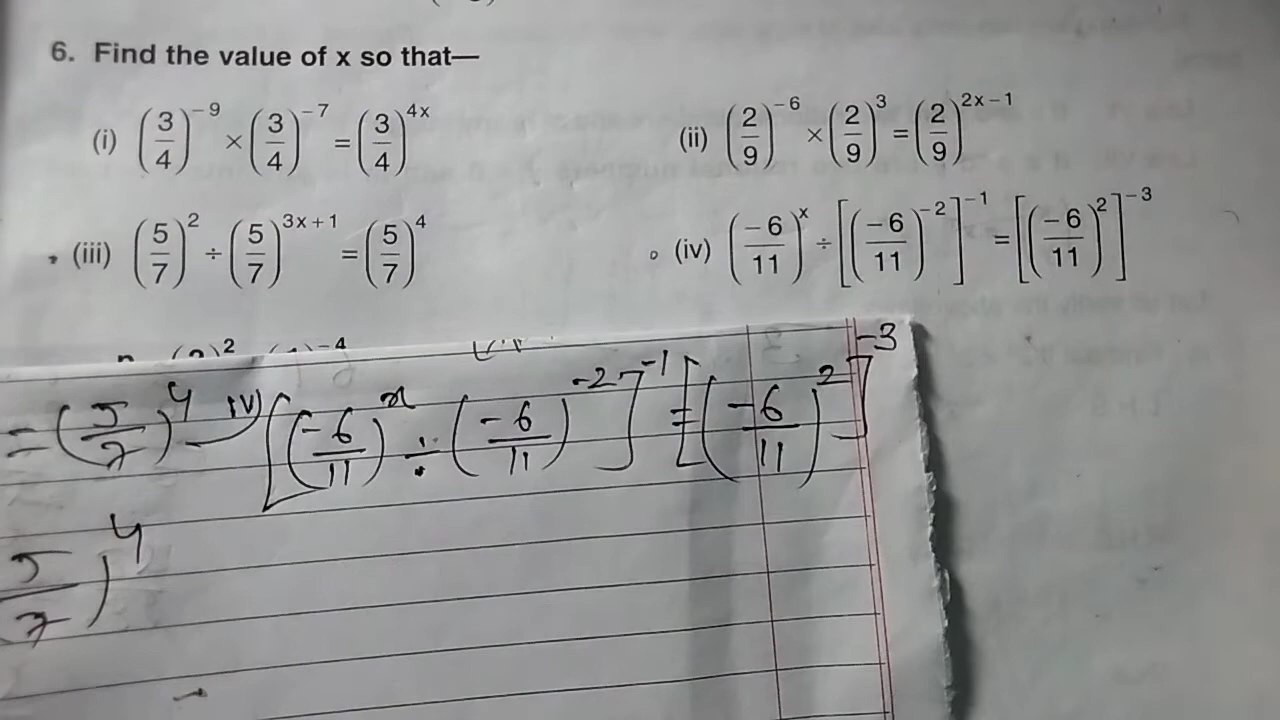 6. Find the value of x so that—
(i) (3/4)^-9 × (3/4)^-7 = (3/4)^4x
(ii) (2/9)^-6 × (2/9)^3 = (2/9)^2x-1
(iii) (5/7)^2 ÷ (5/7)^3x+1 = (5/7)^4
(iv) (-6/11)^x ÷ [(-6/11)^-2]^-1 = [(-6/11)^2]^-3
= (5/7)^4
iv) [(-6/11)^x ÷ (-6/11)^-2]^-1 = [(-6/11)^2]^-3
5/7)^4